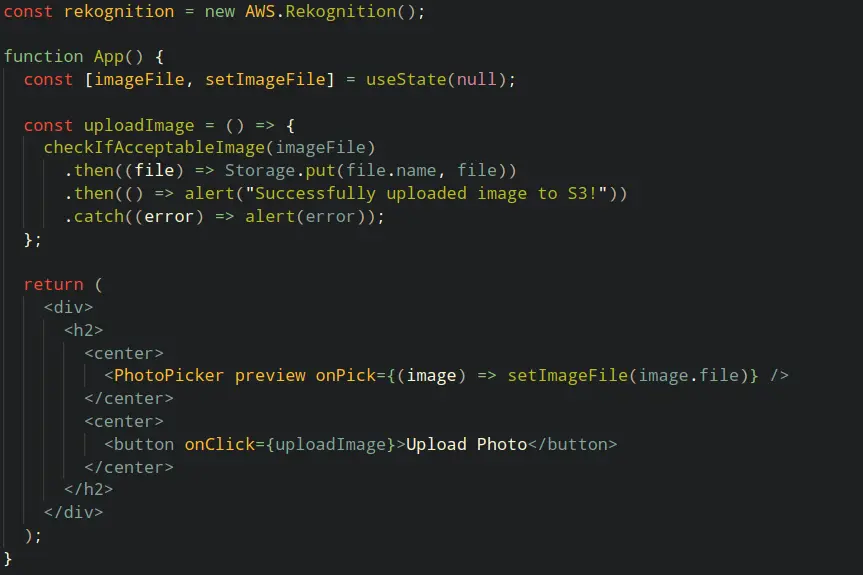 const rekognition = new AWS.Rekognition();

function App() {
  const [imageFile, setImageFile] = useState(null);

  const uploadImage = () => {
    checkIfAcceptableImage(imageFile)
      .then((file) => Storage.put(file.name, file))
      .then(() => alert("Successfully uploaded image to S3!"))
      .catch((error) => alert(error));
  };

  return (
    <div>
      <h2>
        <center>
          <PhotoPicker preview onPick={(image) => setImageFile(image.file)} />
        </center>
        <center>
          <button onClick={uploadImage}>Upload Photo</button>
        </center>
      </h2>
    </div>
  );
}